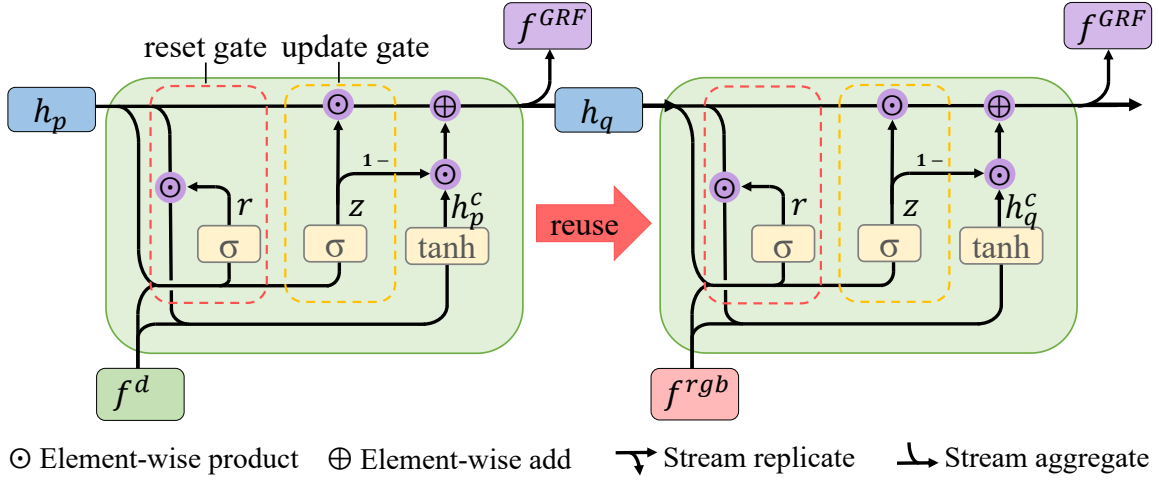 f^{GRF} f^{GRF}
reset gate update gate
h_p ⊙ ⊕ h_q ⊙ ⊕
1 - 1 -
⊙ ⊙ ⊙ ⊙
r z h_p^c r z h_q^c
reuse
σ σ tanh σ σ tanh
f^d f^{rgb}
⊙ Element-wise product ⊕ Element-wise add Stream replicate Stream aggregate